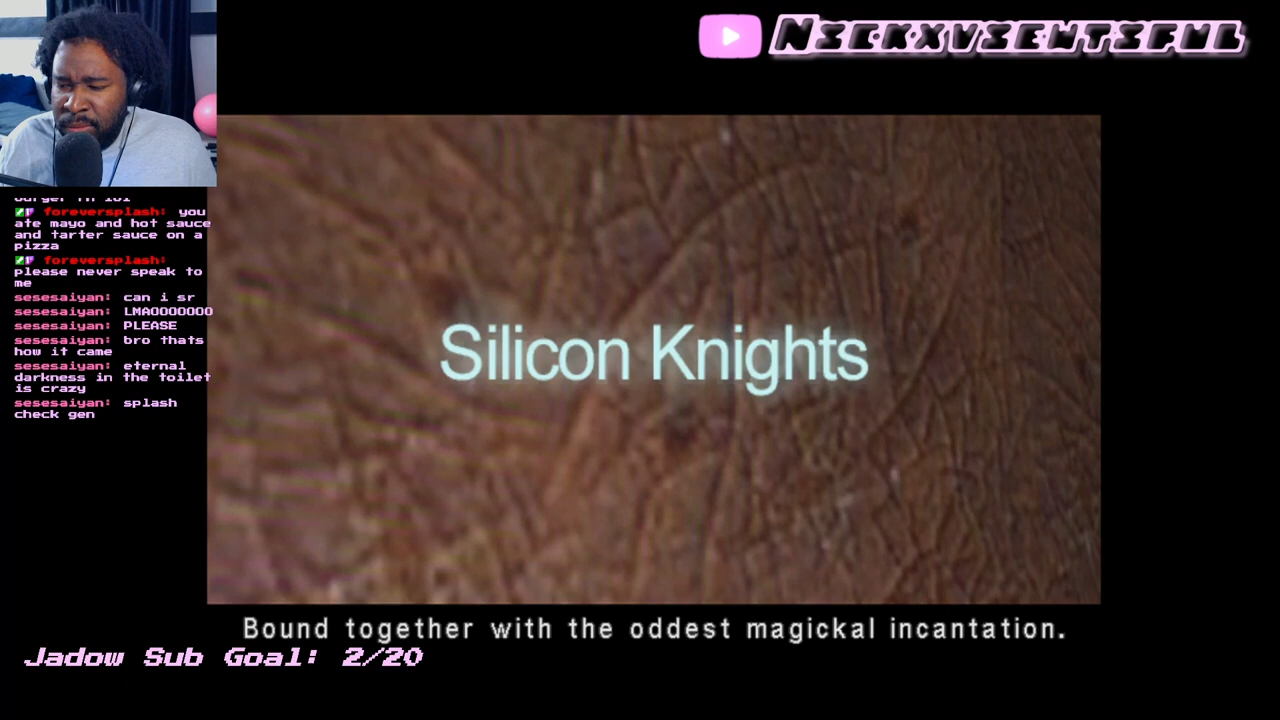 Nickxvientiful
foreversplash: you
ate mayo and hot sauce
and tarter sauce on a
pizza
foreversplash:
please never speak to
me
sesesaiyan: can i sr
sesesaiyan: LMAOOOOOOO
sesesaiyan: PLEASE
sesesaiyan: bro thats
how it came
sesesaiyan: eternal
darkness in the toilet
is crazy
sesesaiyan: splash
check gen
Silicon Knights
Bound together with the oddest magickal incantation.
Jadow Sub Goal: 2/20